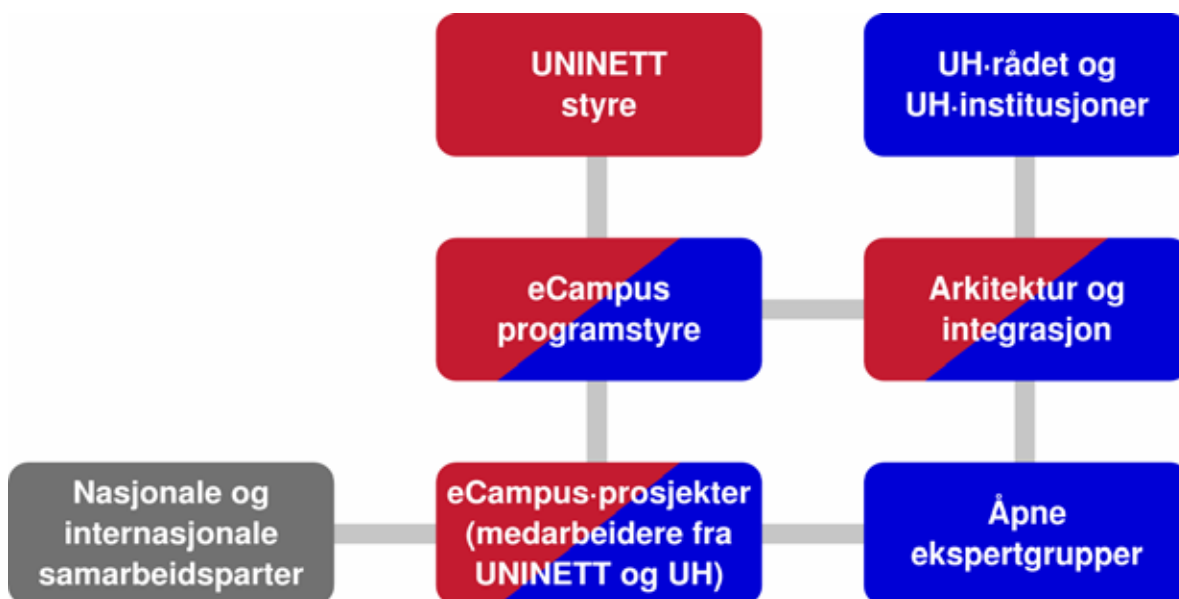 UNINETT
styre
UH-rådet og
UH-institusjoner
eCampus
programstyre
Arkitektur og
integrasjon
Nasjonale og
internasjonale
samarbeidsparter
eCampus-prosjekter
(medarbeidere fra
UNINETT og UH)
Åpne
ekspertgrupper